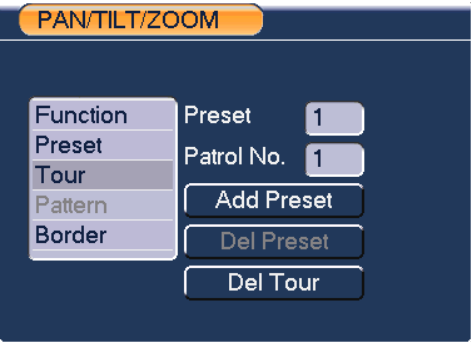 PAN/TILT/ZOOM
Function
Preset
Tour
Pattern
Border
Preset 1
Patrol No. 1
Add Preset
Del Preset
Del Tour